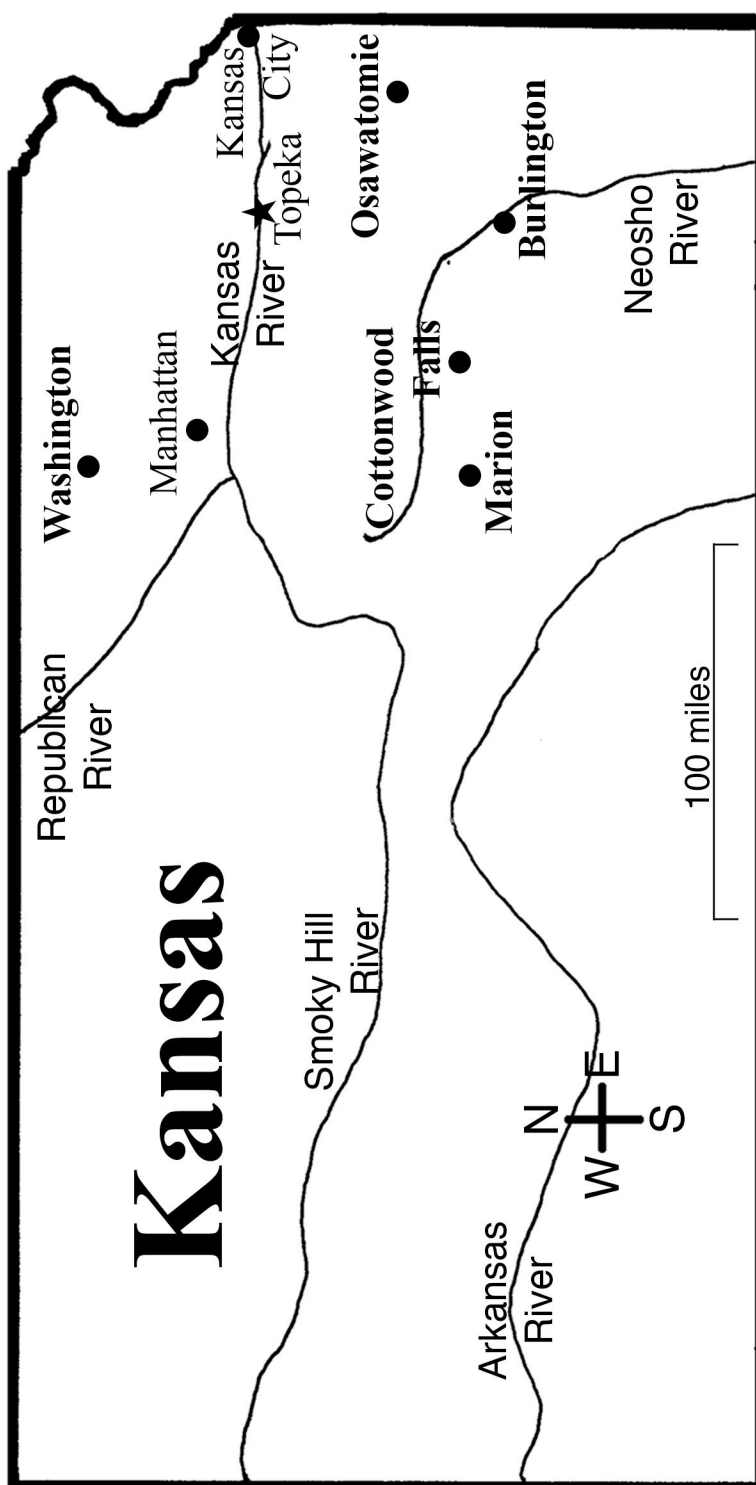 Kansas
Washington
Manhattan
Republican
River
Kansas
River
Kansas
City
Topeka
Smoky Hill
River
Cottonwood
Falls
Osawatomie
Marion
Burlington
Neosho
River
Arkansas
River
N
W E
S
100 miles